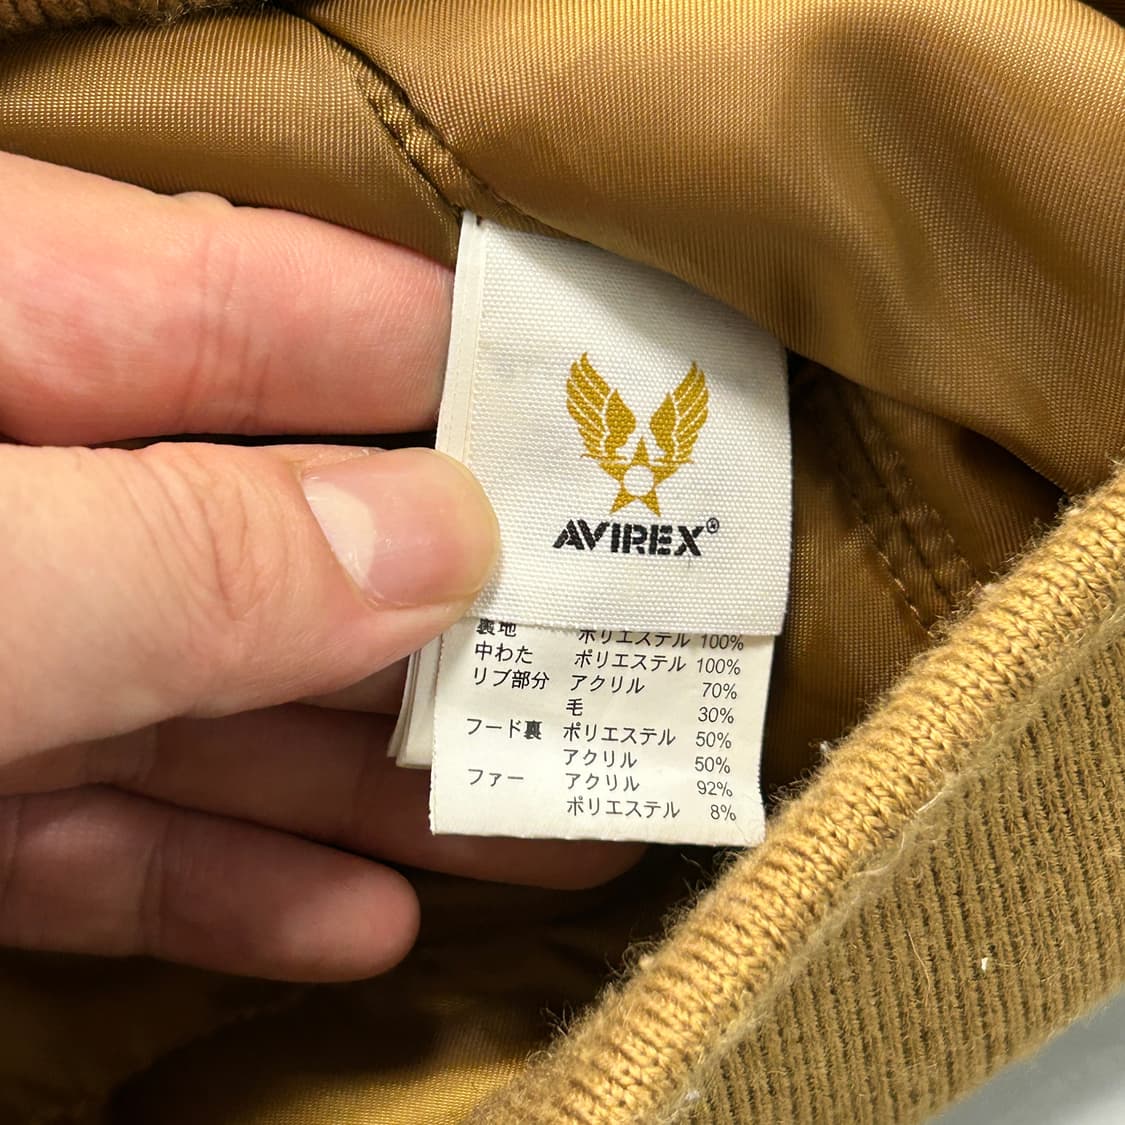 AVIREX®
裏地 ポリエステル 100%
中わた ポリエステル 100%
リブ部分 アクリル 70%
毛 30%
フード裏 ポリエステル 50%
アクリル 50%
ファー アクリル 92%
ポリエステル 8%